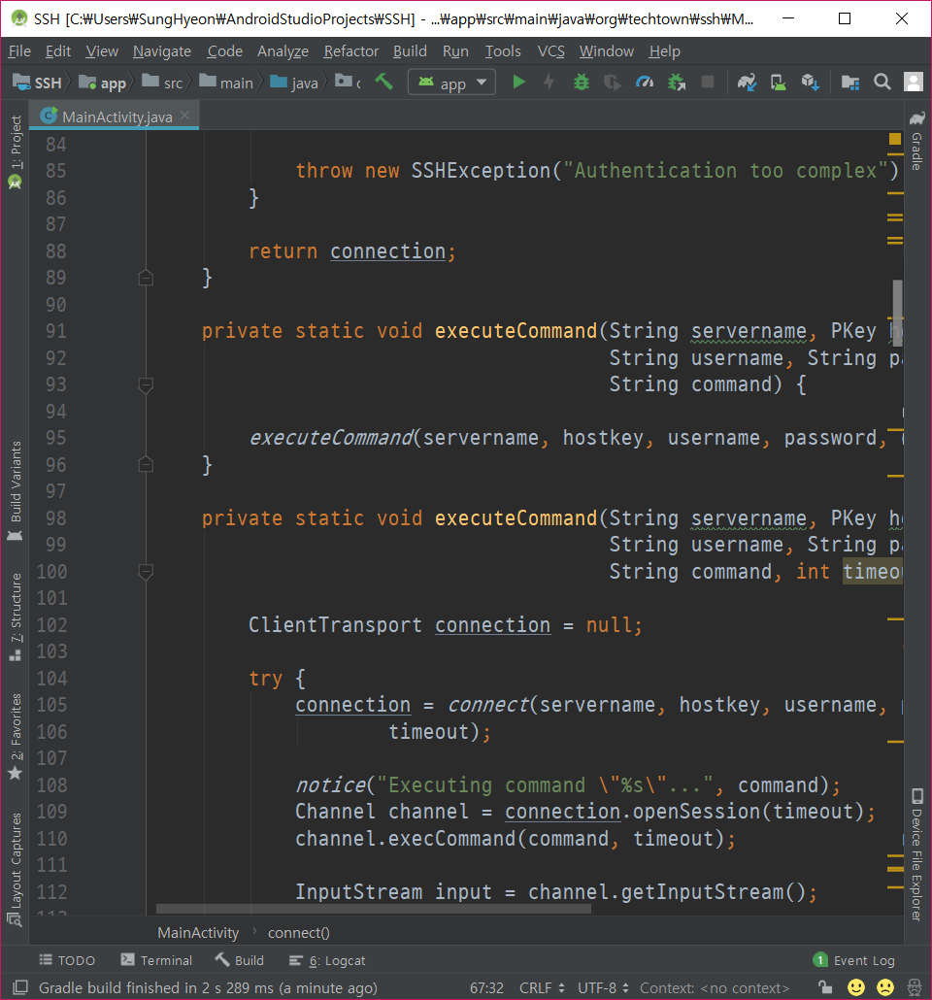 SSH [C:₩Users₩SungHyeon₩AndroidStudioProjects₩SSH] - ...₩app₩src₩main₩java₩org₩techtown₩ssh₩M...
File Edit View Navigate Code Analyze Refactor Build Run Tools VCS Window Help
SSH app src main java app
MainActivity.java
1: Project
Build Variants
7: Structure
2: Favorites
Layout Captures
84
85 throw new SSHException("Authentication too complex")
86 }
87
88 return connection;
89 }
90
91 private static void executeCommand(String servername, PKey
92 String username, String pa
93 String command) {
94
95 executeCommand(servername, hostkey, username, password,
96 }
97
98 private static void executeCommand(String servername, PKey ho
99 String username, String pa
100 String command, int timeou
101
102 ClientTransport connection = null;
103
104 try {
105 connection = connect(servername, hostkey, username,
106 timeout);
107
108 notice("Executing command \"%s\"...", command);
109 Channel channel = connection.openSession(timeout);
110 channel.execCommand(command, timeout);
111
112 InputStream input = channel.getInputStream();
Gradle
Device File Explorer
MainActivity connect()
TODO Terminal Build 6: Logcat 1 Event Log
Gradle build finished in 2 s 289 ms (a minute ago) 67:32 CRLF UTF-8 Context: <no context>